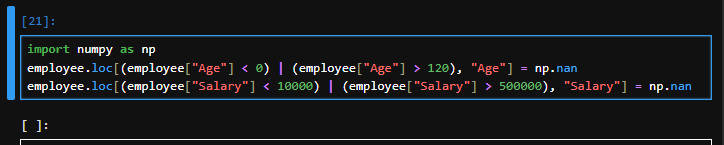 [21]:
import numpy as np
employee.loc[(employee["Age"] < 0) | (employee["Age"] > 120), "Age"] = np.nan
employee.loc[(employee["Salary"] < 10000) | (employee["Salary"] > 500000), "Salary"] = np.nan
[ ]: